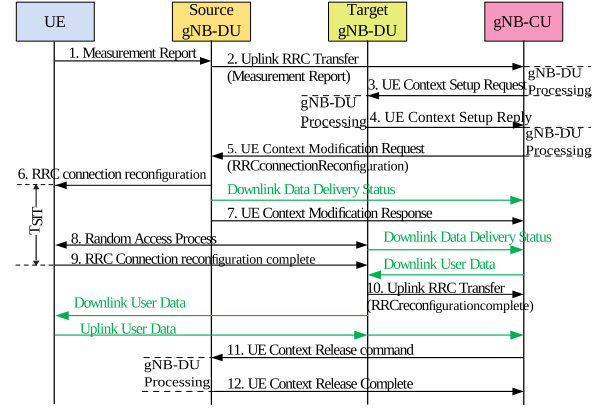 UE
Source
gNB-DU
Target
gNB-DU
gNB-CU
1. Measurement Report
2. Uplink RRC Transfer
(Measurement Report)
gNB-DU
Processing
3. UE Context Setup Request
gNB-DU
Processing
4. UE Context Setup Reply
gNB-DU
Processing
5. UE Context Modification Request
(RRCconnectionReconfiguration)
6. RRC connection reconfiguration
Downlink Data Delivery Status
7. UE Context Modification Response
TSIT
8. Random Access Process
Downlink Data Delivery Status
9. RRC Connection reconfiguration complete
Downlink User Data
10. Uplink RRC Transfer
(RRCreconfigurationcomplete)
Downlink User Data
Uplink User Data
11. UE Context Release command
gNB-DU
Processing
12. UE Context Release Complete